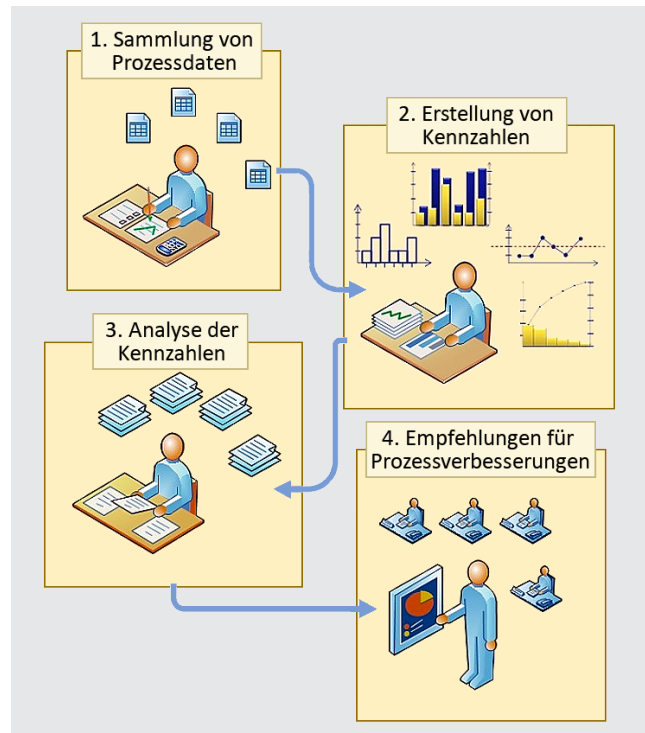 1. Sammlung von
Prozessdaten
2. Erstellung von
Kennzahlen
3. Analyse der
Kennzahlen
4. Empfehlungen für
Prozessverbesserungen